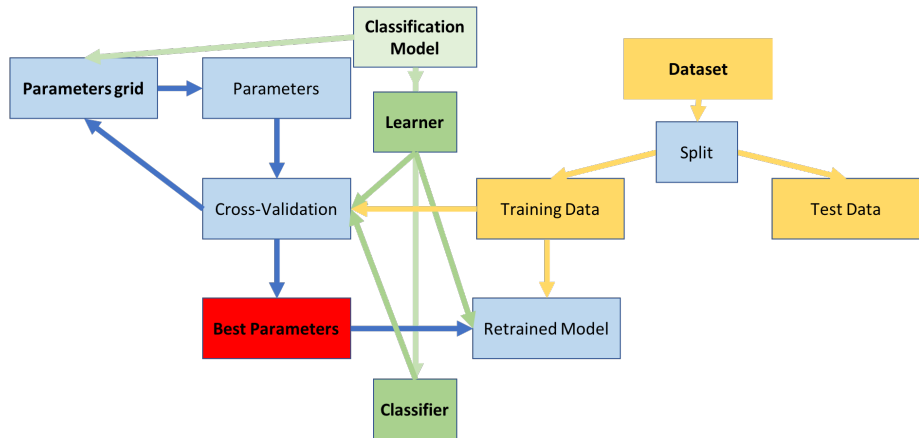 Classification
Model
Dataset
Parameters grid
Parameters
Learner
Split
Cross-Validation
Training Data
Test Data
Best Parameters
Retrained Model
Classifier